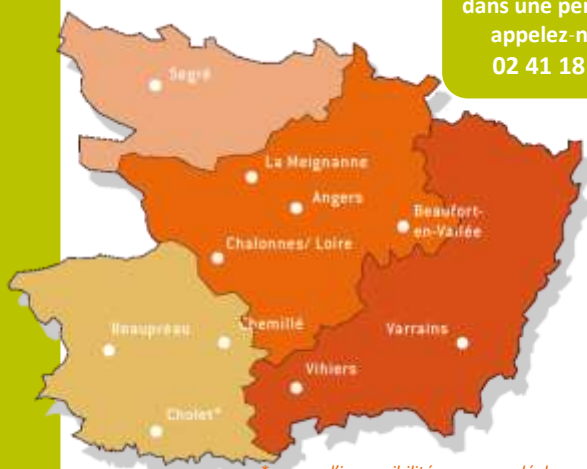 dans une
appelez-n
02 41 18
Segré
La Meignanne
Angers
Beaufort-
en-Vallée
Chalonnes/ Loire
Beaupréau
Chemillé
Varrains
Vihiers
Cholet*